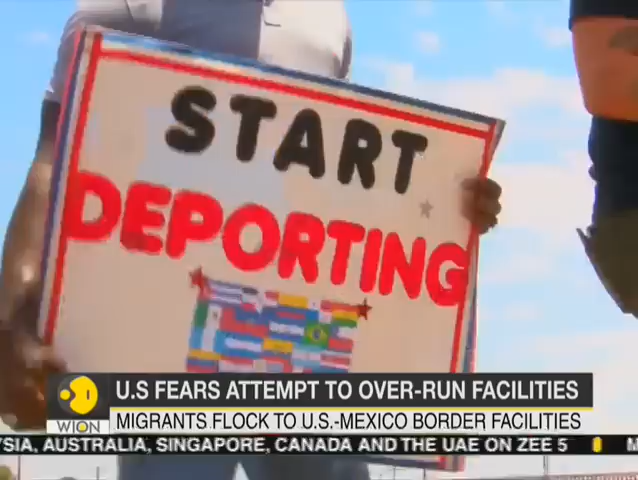 START
DEPORTING
U.S FEARS ATTEMPT TO OVER-RUN FACILITIES
WION
MIGRANTS FLOCK TO U.S.-MEXICO BORDER FACILITIES
SIA, AUSTRALIA, SINGAPORE, CANADA AND THE UAE ON ZEE 5
M